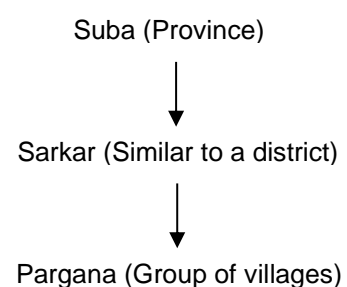 Suba (Province)
Sarkar (Similar to a district)
Pargana (Group of villages)